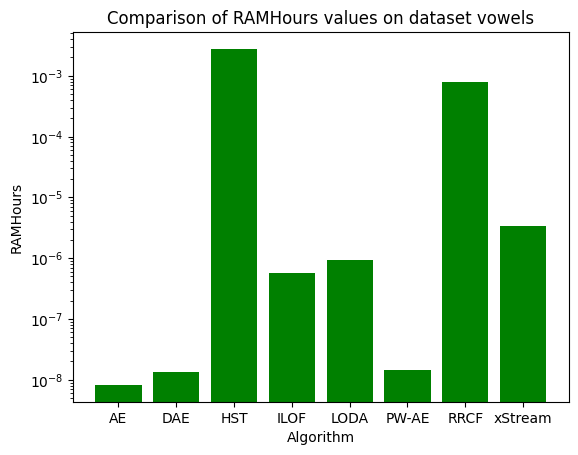 Comparison of RAMHours values on dataset vowels
RAMHours
10⁻³
10⁻⁴
10⁻⁵
10⁻⁶
10⁻⁷
10⁻⁸
AE DAE HST ILOF LODA PW-AE RRCF xStream
Algorithm